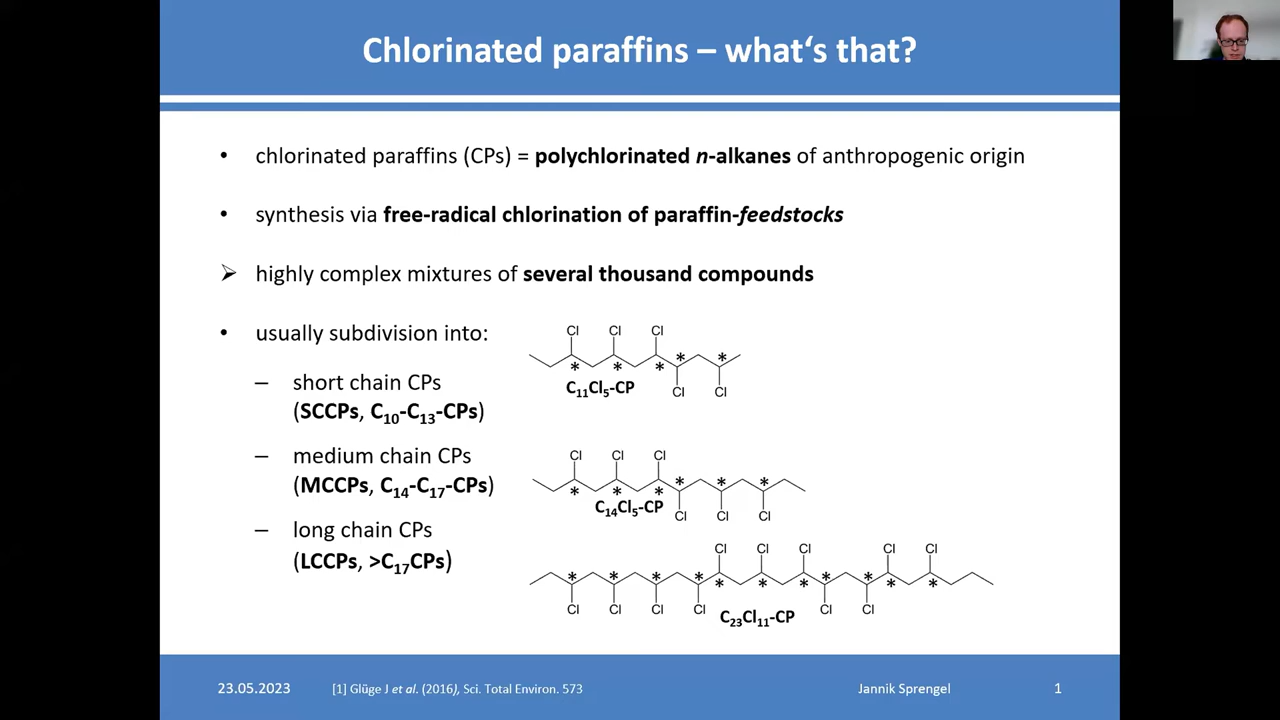 Chlorinated paraffins – what‘s that?
• chlorinated paraffins (CPs) = polychlorinated n-alkanes of anthropogenic origin
• synthesis via free-radical chlorination of paraffin-feedstocks
➢ highly complex mixtures of several thousand compounds
• usually subdivision into:
– short chain CPs
(SCCPs, C10-C13-CPs)
– medium chain CPs
(MCCPs, C14-C17-CPs)
– long chain CPs
(LCCPs, >C17CPs)
Cl Cl Cl
* * * * *
C11Cl5-CP
Cl Cl
Cl Cl Cl
* * * * * *
C14Cl5-CP
Cl Cl Cl
Cl Cl Cl Cl Cl
* * * * * * * * * * *
Cl Cl Cl Cl Cl Cl
C23Cl11-CP
23.05.2023
[1] Glüge J et al. (2016), Sci. Total Environ. 573
Jannik Sprengel
1